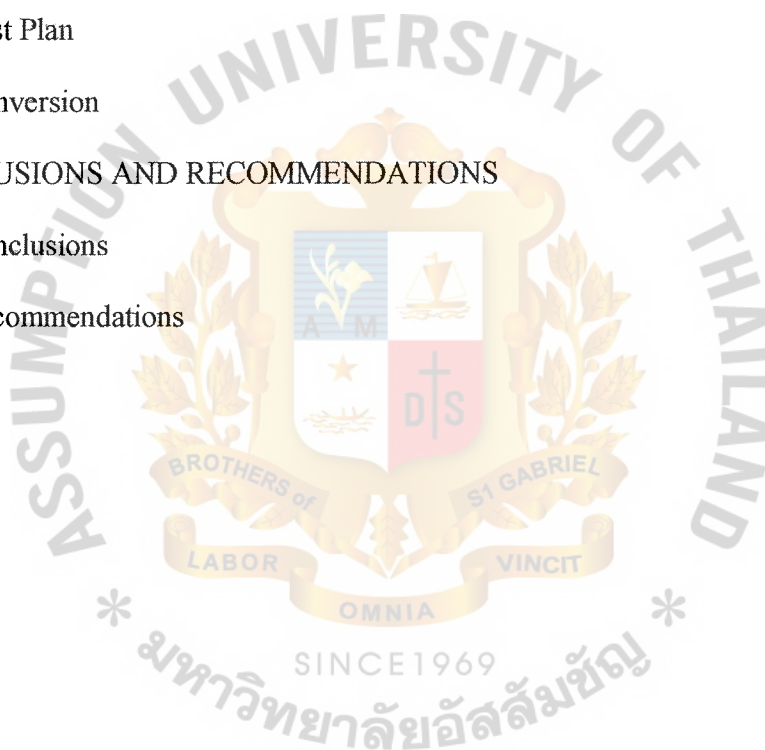 st Plan
nversion
USIONS AND RECOMMENDATIONS
nclusions
commendations
ASSUMPTION UNIVERSITY OF THAILAND
A M
D S
BROTHERS of ST GABRIEL
LABOR OMNIA VINCIT
* SINCE1969 *
มหาวิทยาลัยอัสสัมชัญ